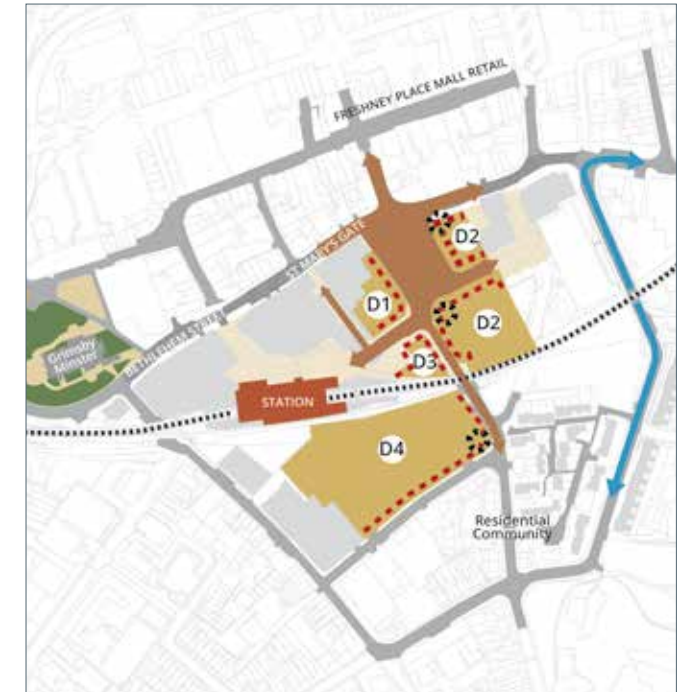 FRESHNEY PLACE MALL RETAIL
D2
ST MARY'S GATE
D1
D2
Grimsby
Minster
BETHLEHEM STREET
D3
STATION
D4
Residential
Community